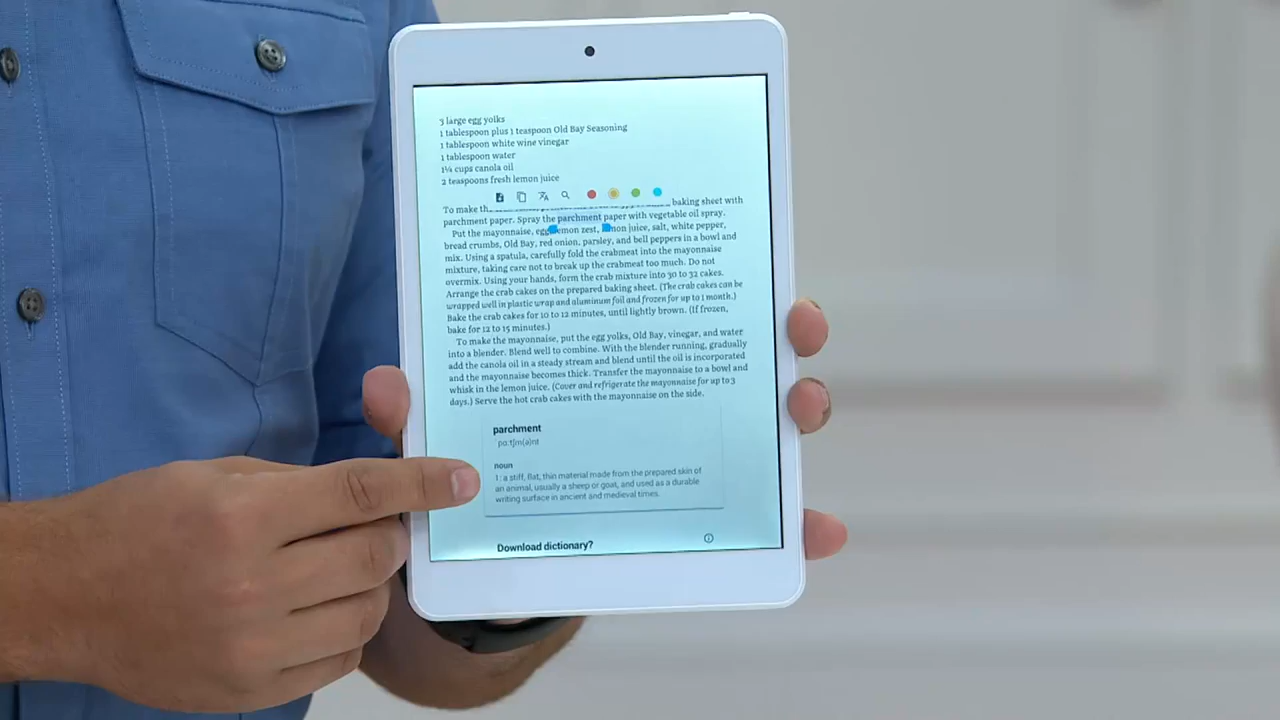 3 large egg yolks
1 tablespoon plus 1 teaspoon Old Bay Seasoning
1 tablespoon white wine vinegar
1 tablespoon water
1¼ cups canola oil
2 teaspoons fresh lemon juice
To make th baking sheet with
parchment paper. Spray the parchment paper with vegetable oil spray.
Put the mayonnaise, egg, lemon zest, lemon juice, salt, white pepper,
bread crumbs, Old Bay, red onion, parsley, and bell peppers in a bowl and
mix. Using a spatula, carefully fold the crabmeat into the mayonnaise
mixture, taking care not to break up the crabmeat too much. Do not
overmix. Using your hands, form the crab mixture into 30 to 32 cakes.
Arrange the crab cakes on the prepared baking sheet. (The crab cakes can be
wrapped well in plastic wrap and aluminum foil and frozen for up to 1 month.)
Bake the crab cakes for 10 to 12 minutes, until lightly brown. (If frozen,
bake for 12 to 15 minutes.)
To make the mayonnaise, put the egg yolks, Old Bay, vinegar, and water
into a blender. Blend well to combine. With the blender running, gradually
add the canola oil in a steady stream and blend until the oil is incorporated
and the mayonnaise becomes thick. Transfer the mayonnaise to a bowl and
whisk in the lemon juice. (Cover and refrigerate the mayonnaise for up to 3
days.) Serve the hot crab cakes with the mayonnaise on the side.
parchment
ˈpɑːtʃm(ə)nt
noun
1: a stiff, flat, thin material made from the prepared skin of
an animal, usually a sheep or goat, and used as a durable
writing surface in ancient and medieval times.
Download dictionary?